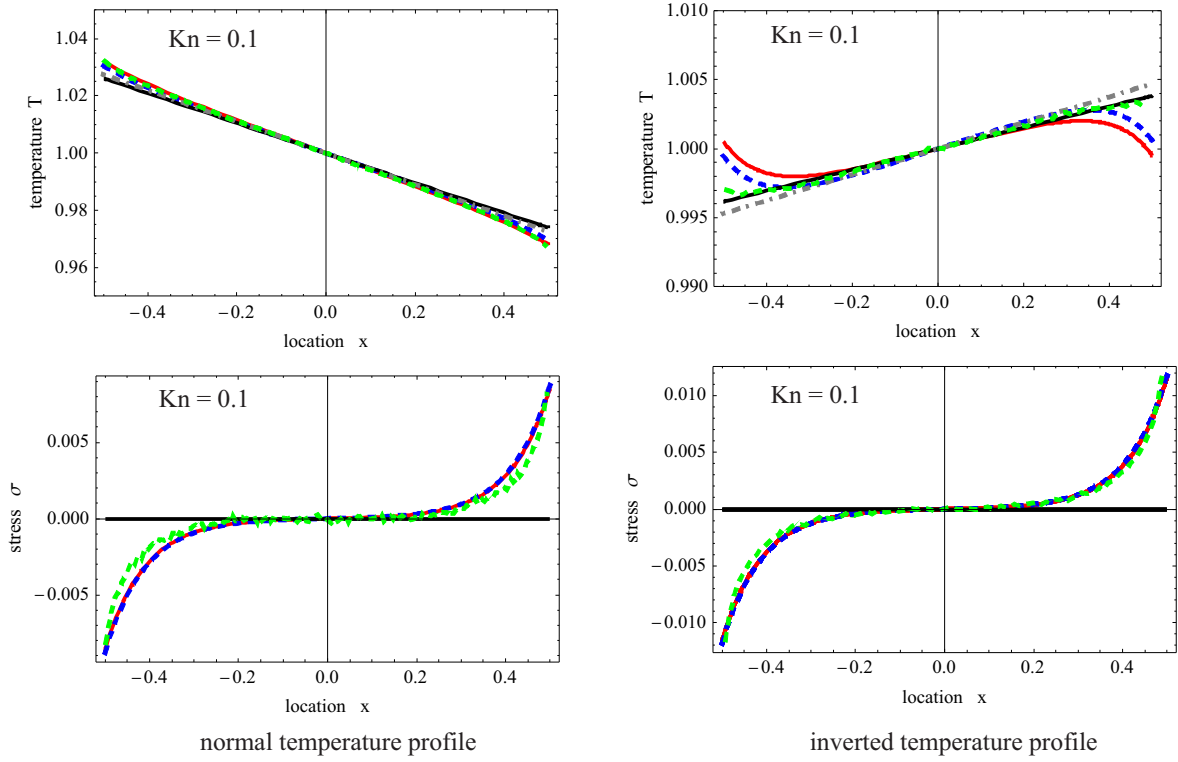 Kn = 0.1
temperature T
1.04
1.02
1.00
0.98
0.96
−0.4
−0.2
0.0
0.2
0.4
location x
Kn = 0.1
temperature T
1.010
1.005
1.000
0.995
0.990
−0.4
−0.2
0.0
0.2
0.4
location x
Kn = 0.1
stress σ
0.005
0.000
−0.005
−0.4
−0.2
0.0
0.2
0.4
location x
normal temperature profile
Kn = 0.1
stress σ
0.010
0.005
0.000
−0.005
−0.010
−0.4
−0.2
0.0
0.2
0.4
location x
inverted temperature profile